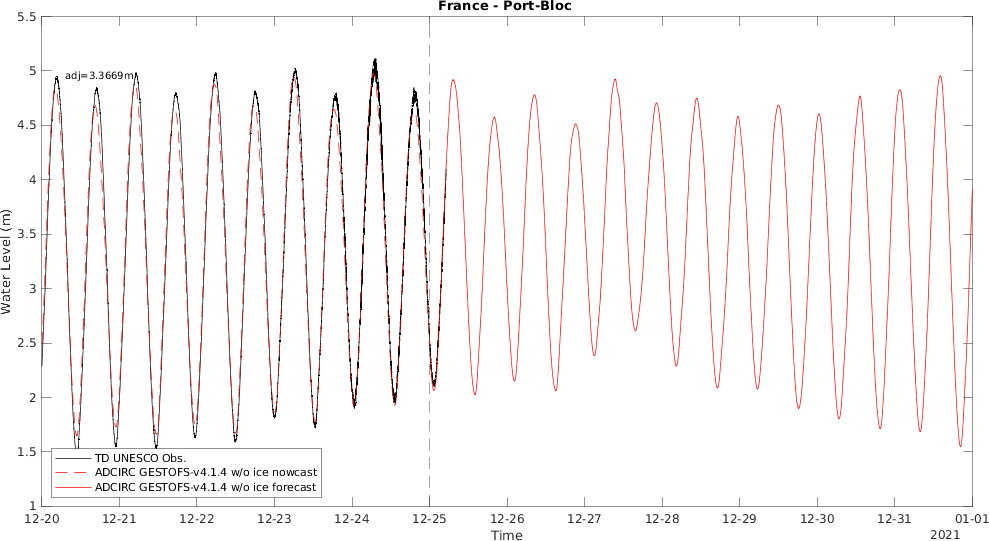 France - Port-Bloc
5.5
5
4.5
4
3.5
3
2.5
2
1.5
1
Water Level (m)
adj=3.3669m
TD UNESCO Obs.
ADCIRC GESTOFS-v4.1.4 w/o ice nowcast
ADCIRC GESTOFS-v4.1.4 w/o ice forecast
12-20 12-21 12-22 12-23 12-24 12-25 12-26 12-27 12-28 12-29 12-30 12-31 01-01
Time
2021